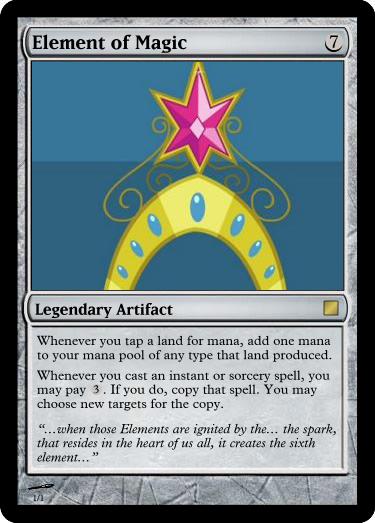 Element of Magic 7
Legendary Artifact
Whenever you tap a land for mana, add one mana
to your mana pool of any type that land produced.
Whenever you cast an instant or sorcery spell, you
may pay 3 . If you do, copy that spell. You may
choose new targets for the copy.
“...when those Elements are ignited by the... the spark,
that resides in the heart of us all, it creates the sixth
element...”
1/1